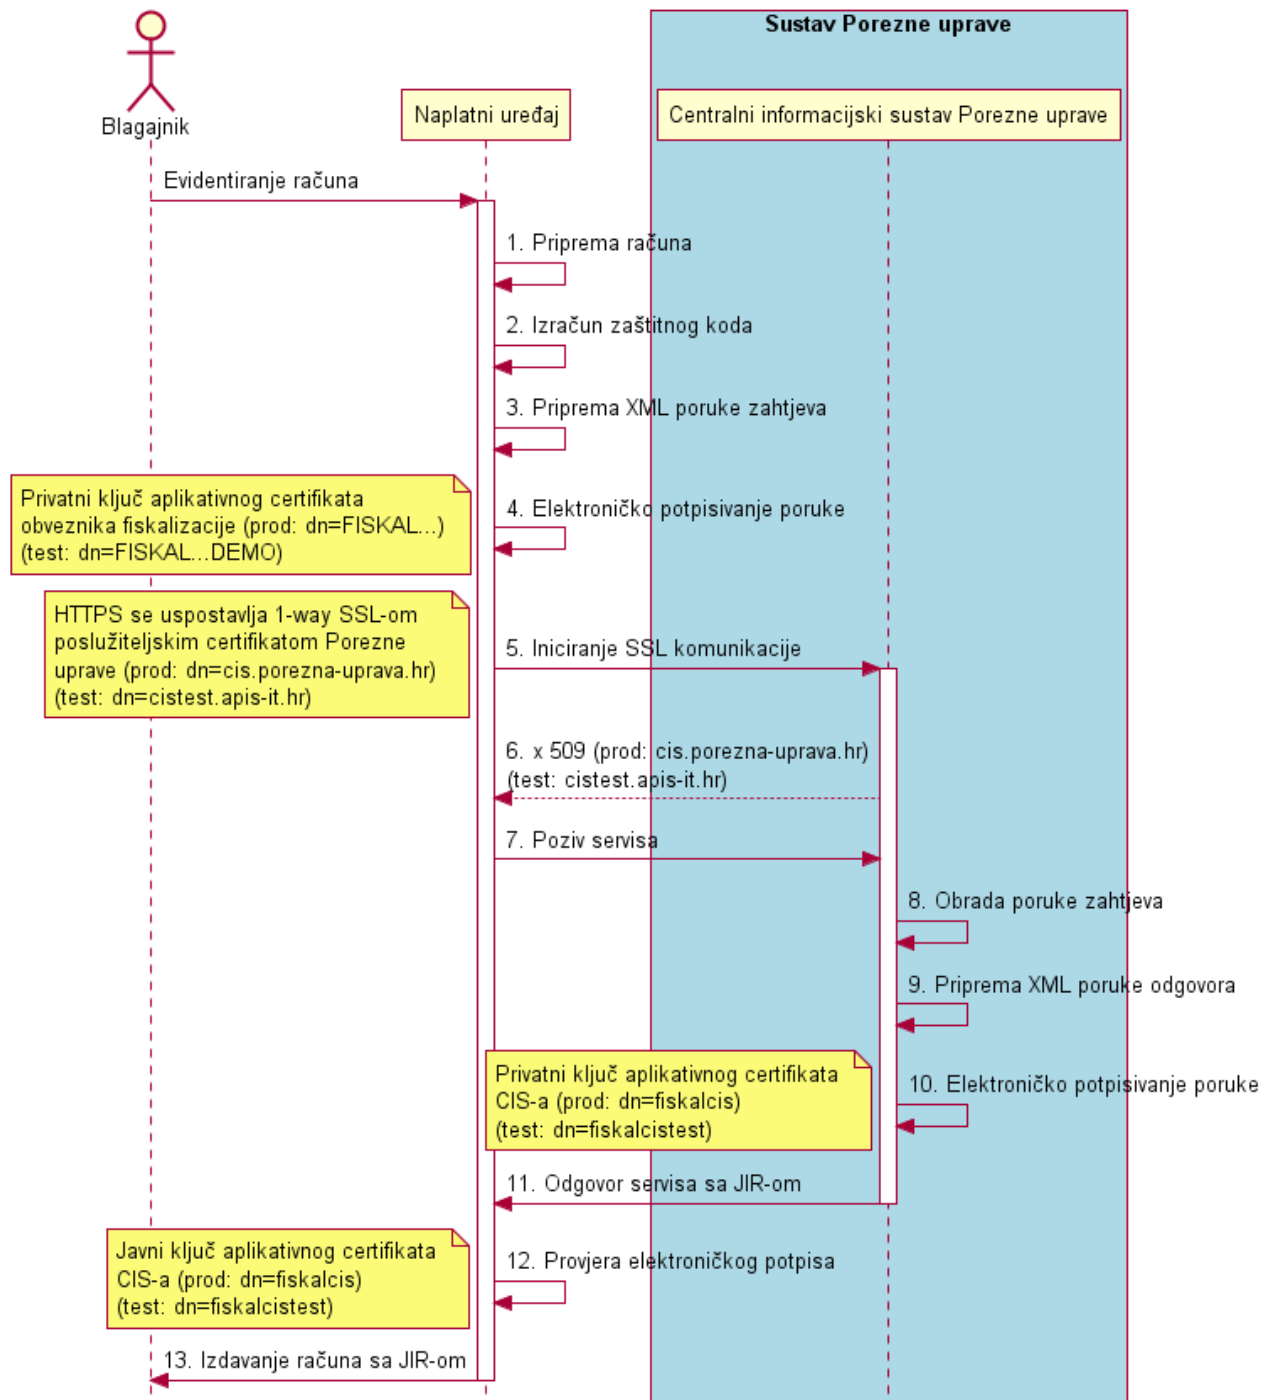 Sustav Porezne uprave
Blagajnik
Naplatni uređaj
Centralni informacijski sustav Porezne uprave
Evidentiranje računa
1. Priprema računa
2. Izračun zaštitnog koda
3. Priprema XML poruke zahtjeva
Privatni ključ aplikativnog certifikata
obveznika fiskalizacije (prod: dn=FISKAL...)
(test: dn=FISKAL...DEMO)
4. Elektroničko potpisivanje poruke
HTTPS se uspostavlja 1-way SSL-om
poslužiteljskim certifikatom Porezne
uprave (prod: dn=cis.porezna-uprava.hr)
(test: dn=cistest.apis-it.hr)
5. Iniciranje SSL komunikacije
6. x 509 (prod: cis.porezna-uprava.hr)
(test: cistest.apis-it.hr)
7. Poziv servisa
8. Obrada poruke zahtjeva
9. Priprema XML poruke odgovora
Privatni ključ aplikativnog certifikata
CIS-a (prod: dn=fiskalcis)
(test: dn=fiskalcistest)
10. Elektroničko potpisivanje poruke
11. Odgovor servisa sa JIR-om
Javni ključ aplikativnog certifikata
CIS-a (prod: dn=fiskalcis)
(test: dn=fiskalcistest)
12. Provjera elektroničkog potpisa
13. Izdavanje računa sa JIR-om